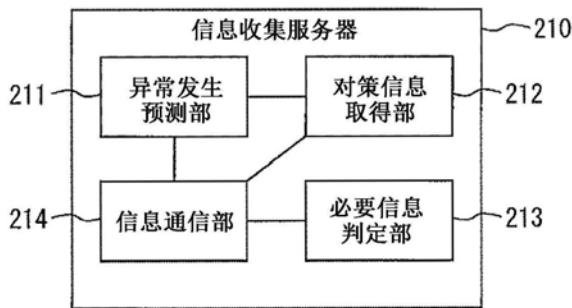 信息收集服务器
210
211
异常发生
预测部
对策信息
取得部
212
214
信息通信部
必要信息
判定部
213